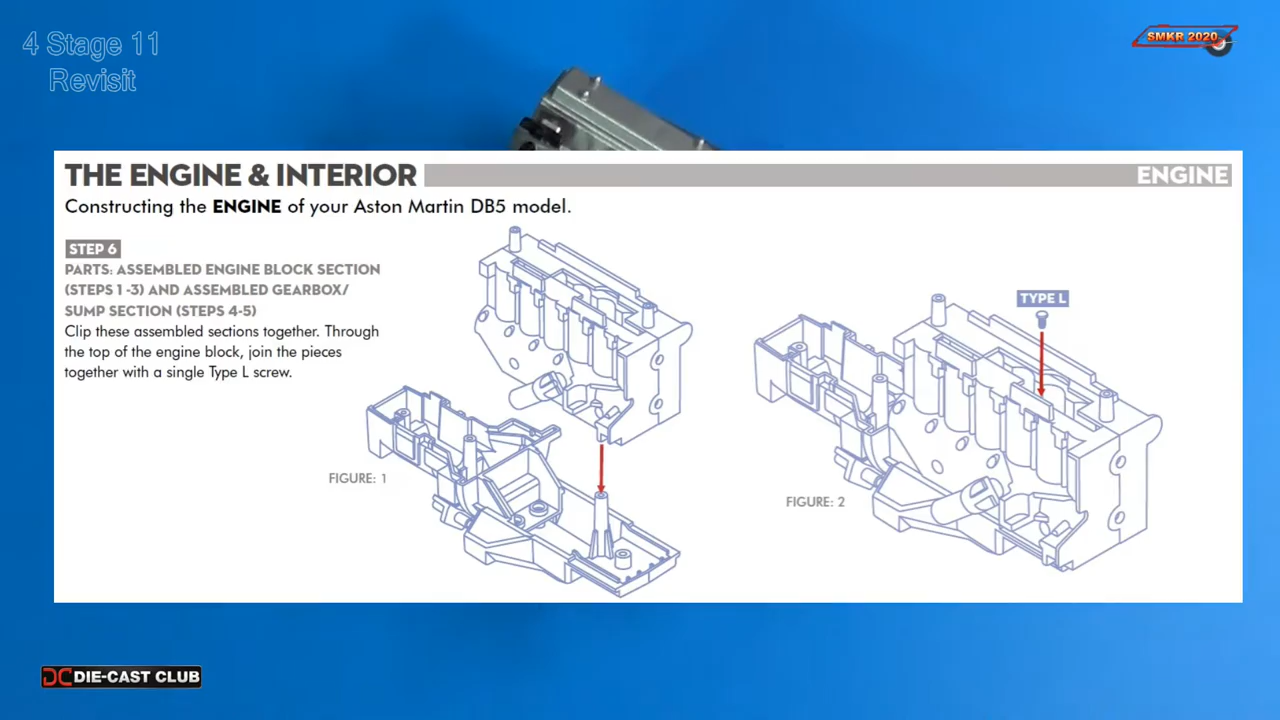 4 Stage 11
Revisit
SMKR 2020
THE ENGINE & INTERIOR
ENGINE
Constructing the ENGINE of your Aston Martin DB5 model.
STEP 6
PARTS: ASSEMBLED ENGINE BLOCK SECTION
(STEPS 1 -3) AND ASSEMBLED GEARBOX/
SUMP SECTION (STEPS 4-5)
Clip these assembled sections together. Through
the top of the engine block, join the pieces
together with a single Type L screw.
TYPE L
FIGURE: 1
FIGURE: 2
DC DIE-CAST CLUB